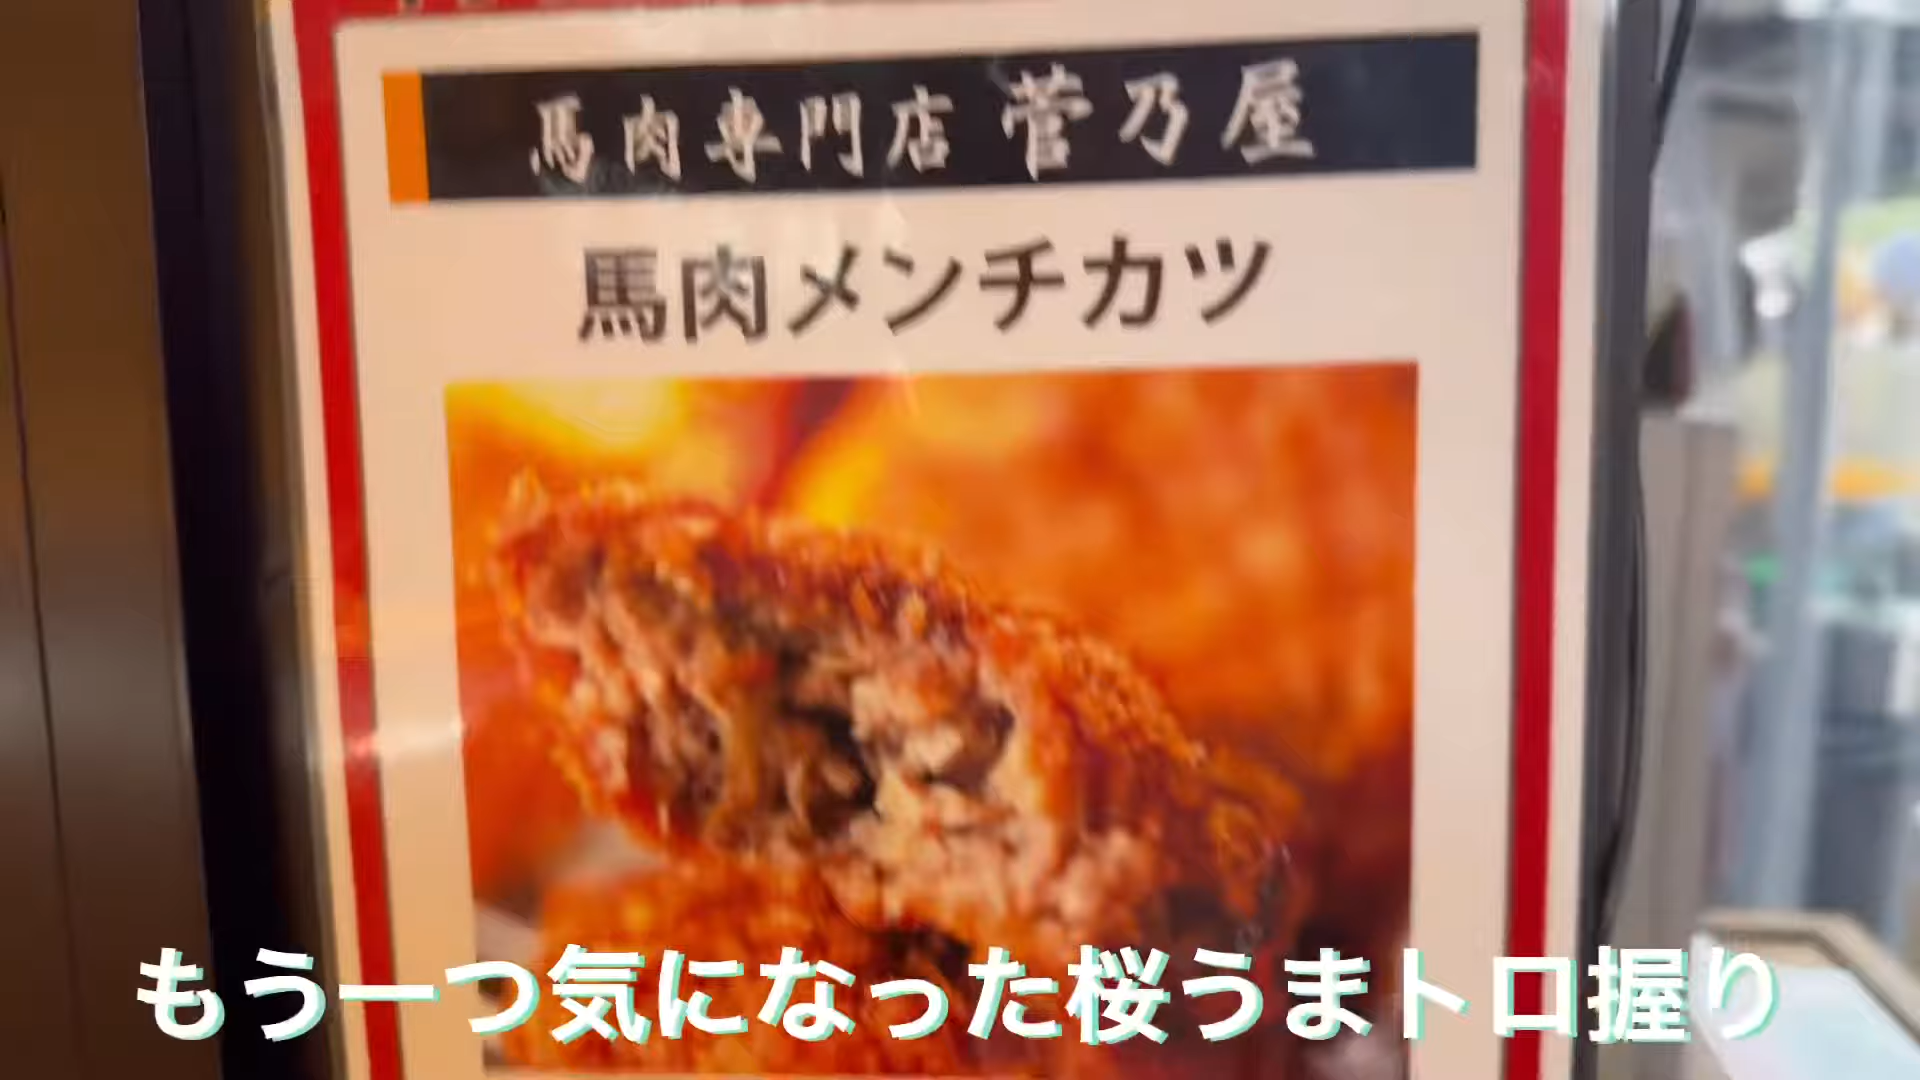 馬肉専門店 菅乃屋
馬肉メンチカツ
もう一つ気になった桜うまトロ握り